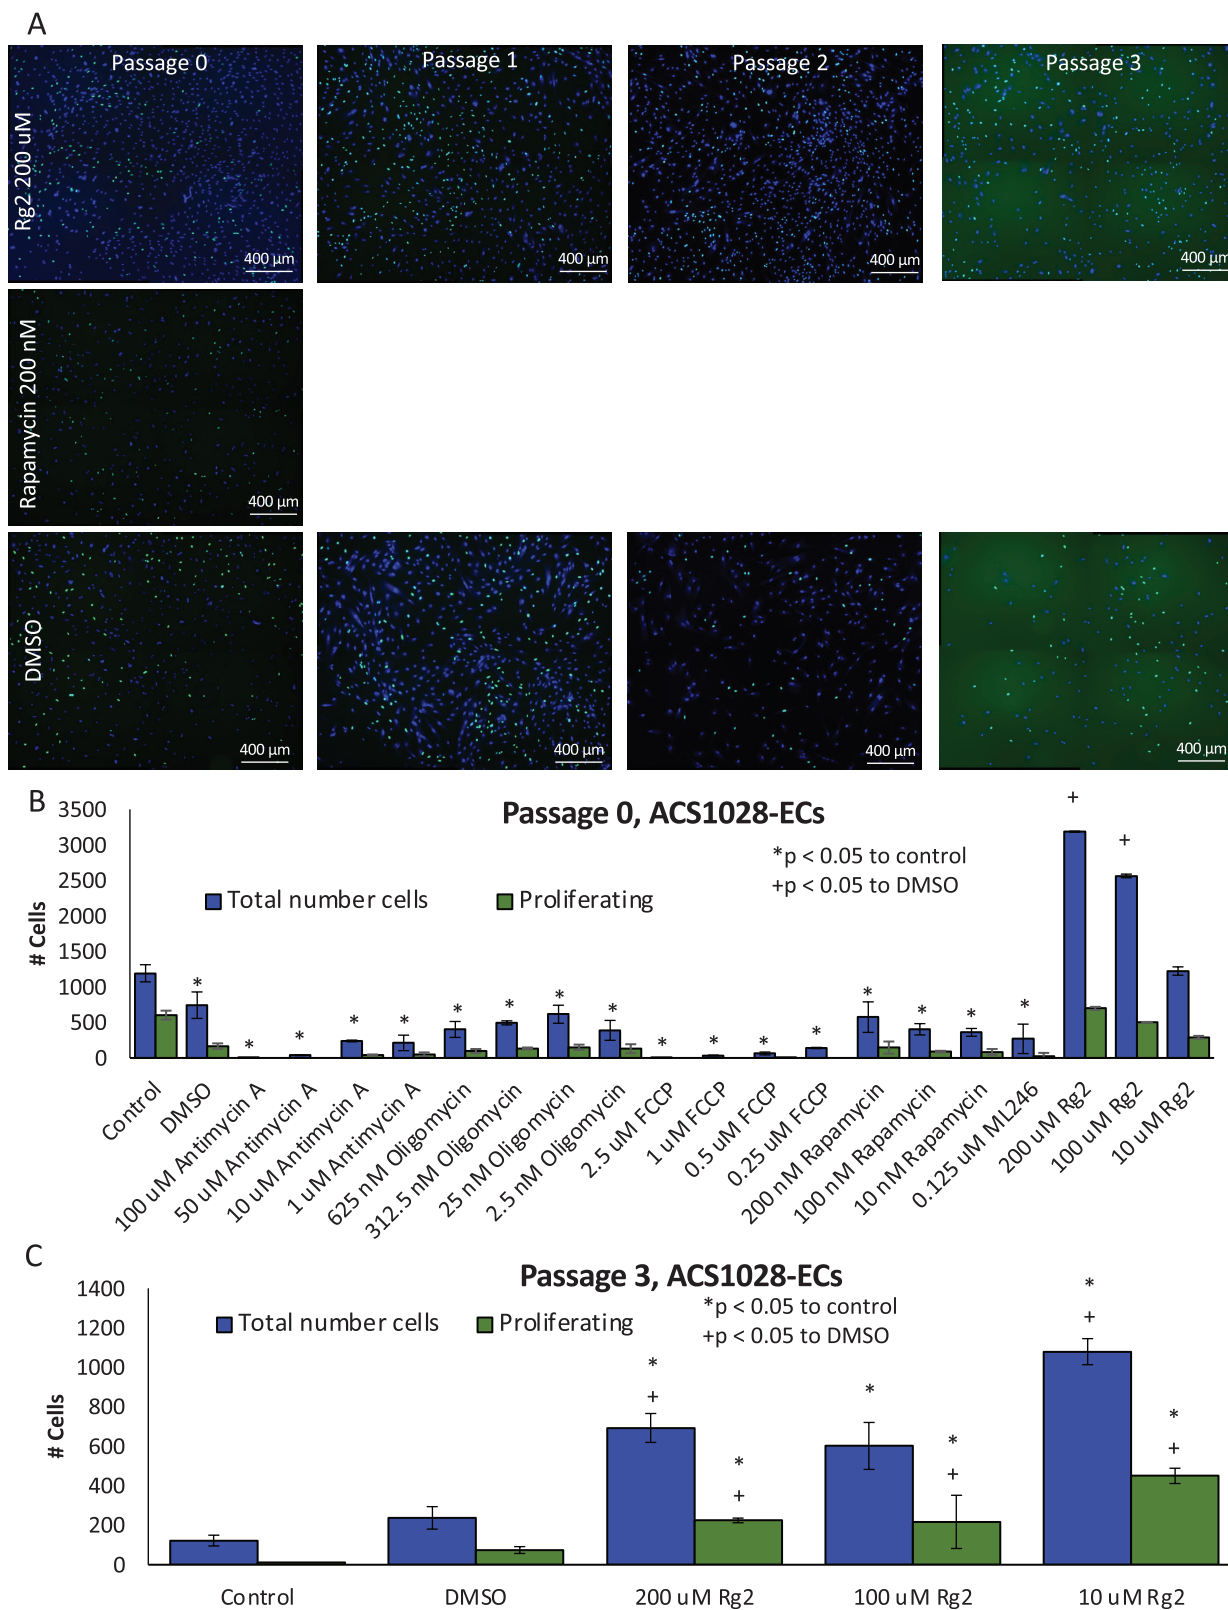 A
Passage 0
Passage 1
Passage 2
Passage 3
Rg2 200 uM
400 µm
400 µm
400 µm
400 µm
Rapamycin 200 nM
400 µm
DMSO
400 µm
400 µm
400 µm
400 µm
B
Passage 0, ACS1028-ECs
*p < 0.05 to control
+p < 0.05 to DMSO
Total number cells
Proliferating
# Cells
3500
3000
2500
2000
1500
1000
500
0
+
+
* * * * * * * * * * * * * * * * *
Control
DMSO
100 uM Antimycin A
50 uM Antimycin A
10 uM Antimycin A
1 uM Antimycin A
625 nM Oligomycin
312.5 nM Oligomycin
25 nM Oligomycin
2.5 nM Oligomycin
2.5 uM FCCP
1 uM FCCP
0.5 uM FCCP
0.25 uM FCCP
200 nM Rapamycin
100 nM Rapamycin
10 nM Rapamycin
0.125 uM ML246
200 uM Rg2
100 uM Rg2
10 uM Rg2
C
Passage 3, ACS1028-ECs
*p < 0.05 to control
+p < 0.05 to DMSO
Total number cells
Proliferating
# Cells
1400
1200
1000
800
600
400
200
0
*
+
*
+
*
*
+
*
+
*
+
Control
DMSO
200 uM Rg2
100 uM Rg2
10 uM Rg2